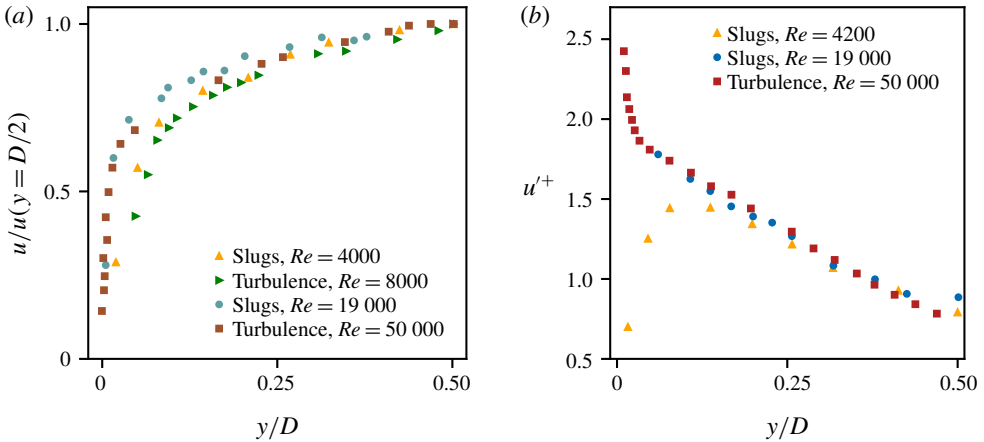 (a)
1.0
0.5
0
u/u(y = D/2)
Slugs, Re = 4000
Turbulence, Re = 8000
Slugs, Re = 19 000
Turbulence, Re = 50 000
0
0.25
0.50
y/D
(b)
2.5
2.0
1.5
1.0
0.5
u′+
Slugs, Re = 4200
Slugs, Re = 19 000
Turbulence, Re = 50 000
0
0.25
0.50
y/D